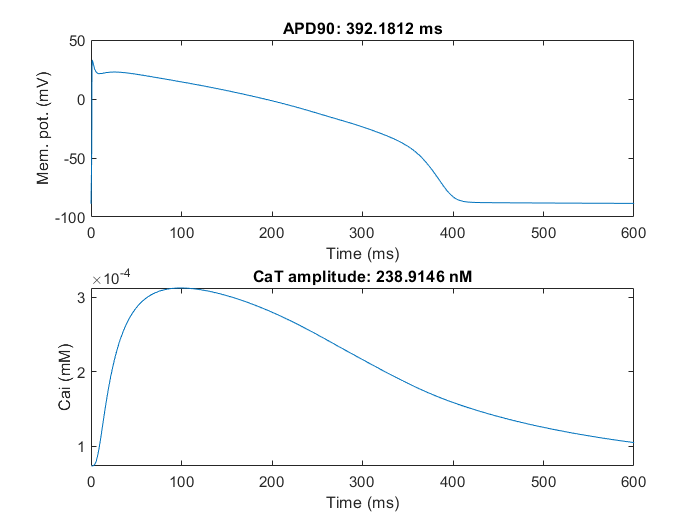 APD90: 392.1812 ms
50
0
-50
-100
Mem. pot. (mV)
0 100 200 300 400 500 600
Time (ms)
×10-4
CaT amplitude: 238.9146 nM
3
2
1
Cai (mM)
0 100 200 300 400 500 600
Time (ms)